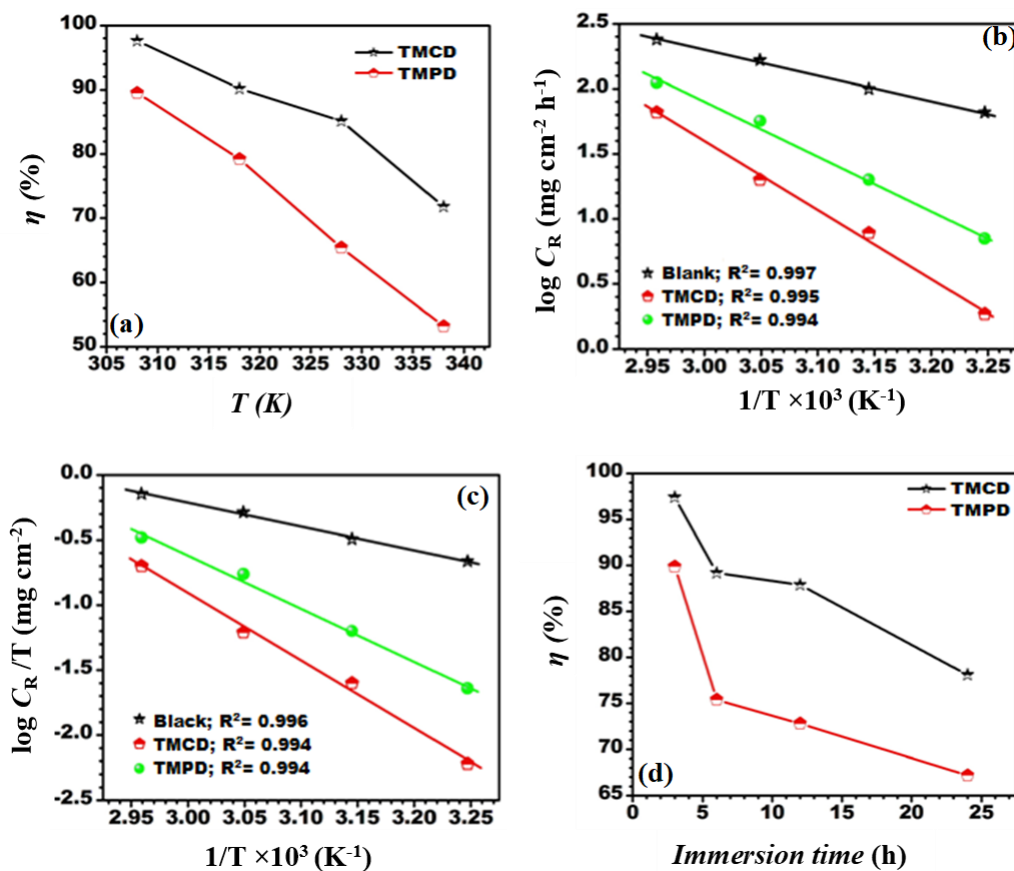 100
90
80
70
60
50
η (%)
TMCD
TMPD
(a)
305 310 315 320 325 330 335 340
T (K)
2.5
2.0
1.5
1.0
0.5
0.0
log C_R (mg cm⁻² h⁻¹)
(b)
Blank; R²= 0.997
TMCD; R²= 0.995
TMPD; R²= 0.994
2.95 3.00 3.05 3.10 3.15 3.20 3.25
1/T ×10³ (K⁻¹)
0.0
-0.5
-1.0
-1.5
-2.0
-2.5
log C_R /T (mg cm⁻²)
(c)
Black; R²= 0.996
TMCD; R²= 0.994
TMPD; R²= 0.994
2.95 3.00 3.05 3.10 3.15 3.20 3.25
1/T ×10³ (K⁻¹)
100
95
90
85
80
75
70
65
η (%)
TMCD
TMPD
(d)
0 5 10 15 20 25
Immersion time (h)